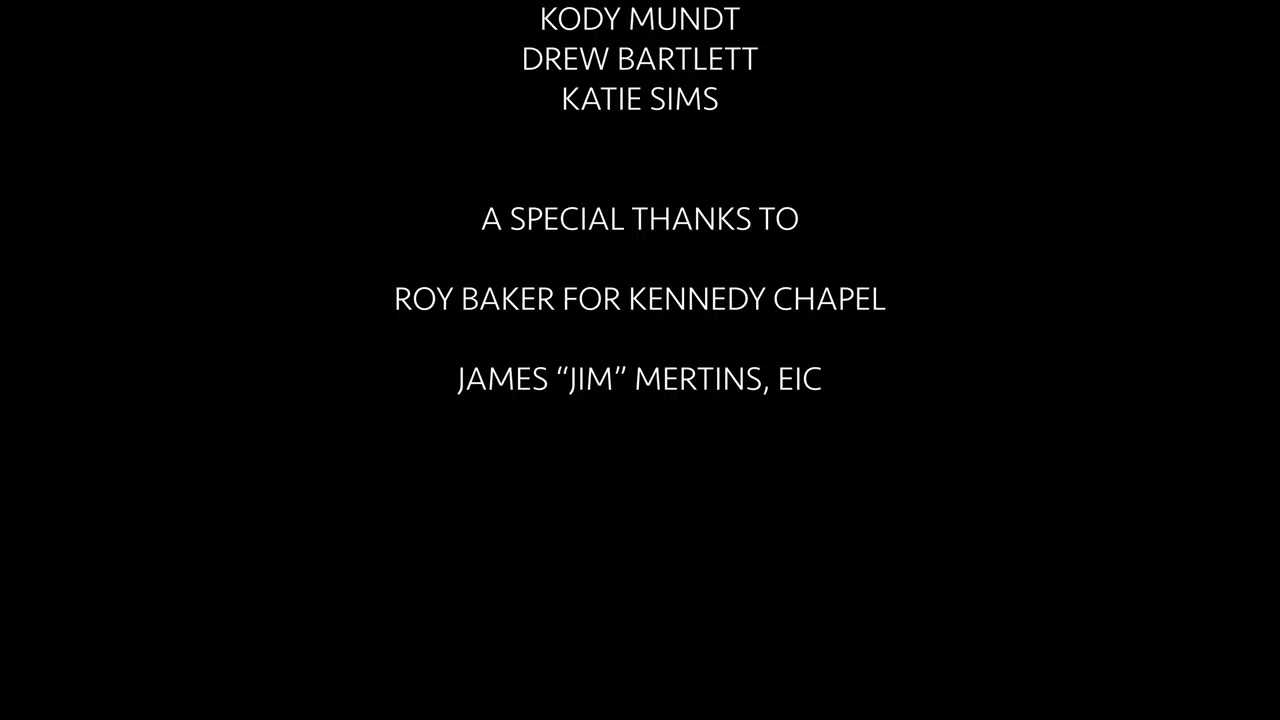 KODY MUNDT
DREW BARTLETT
KATIE SIMS
A SPECIAL THANKS TO
ROY BAKER FOR KENNEDY CHAPEL
JAMES “JIM” MERTINS, EIC